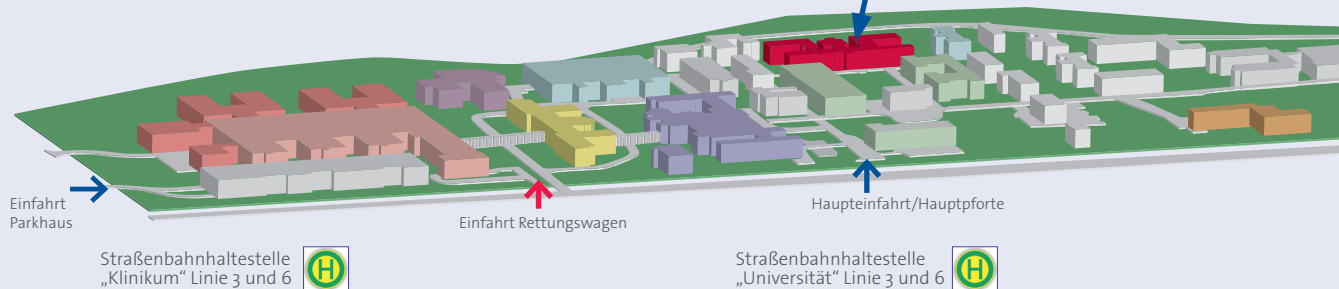 Einfahrt
Parkhaus
Einfahrt Rettungswagen
Haupteinfahrt/Hauptpforte
Straßenbahnhaltestelle
„Klinikum“ Linie 3 und 6
H
Straßenbahnhaltestelle
„Universität“ Linie 3 und 6
H